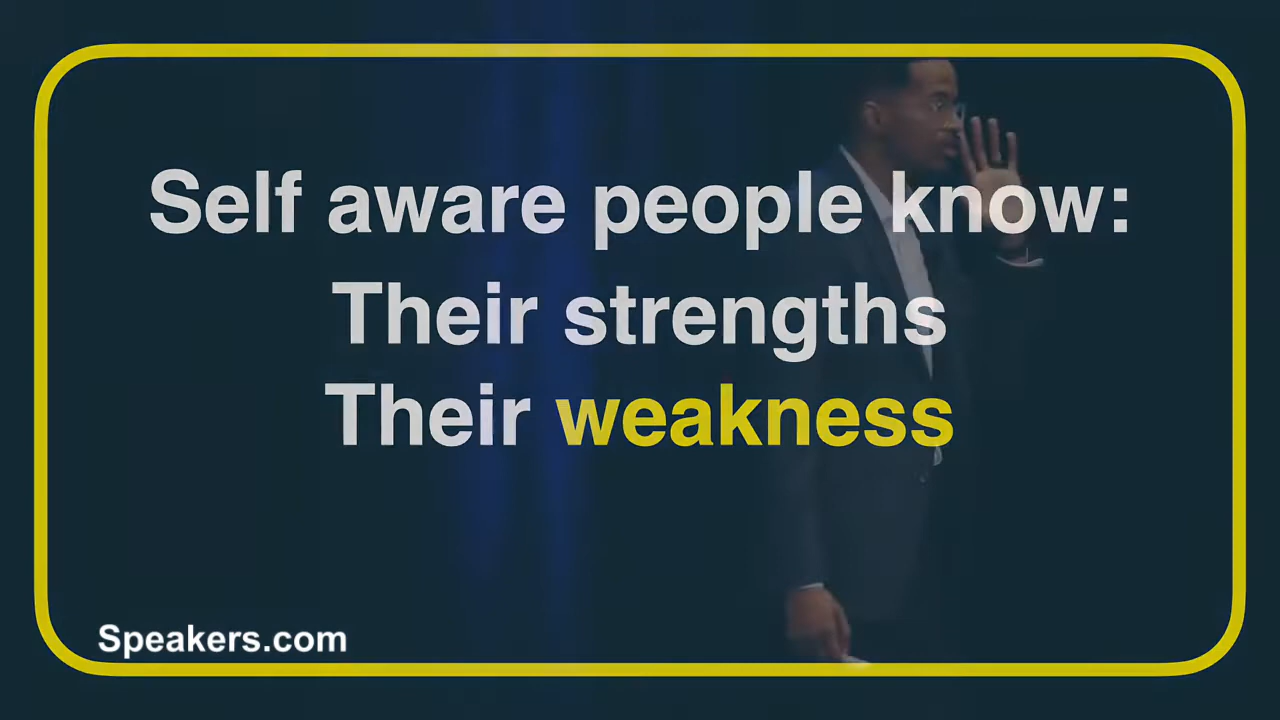 Self aware people know:
Their strengths
Their weakness
Speakers.com